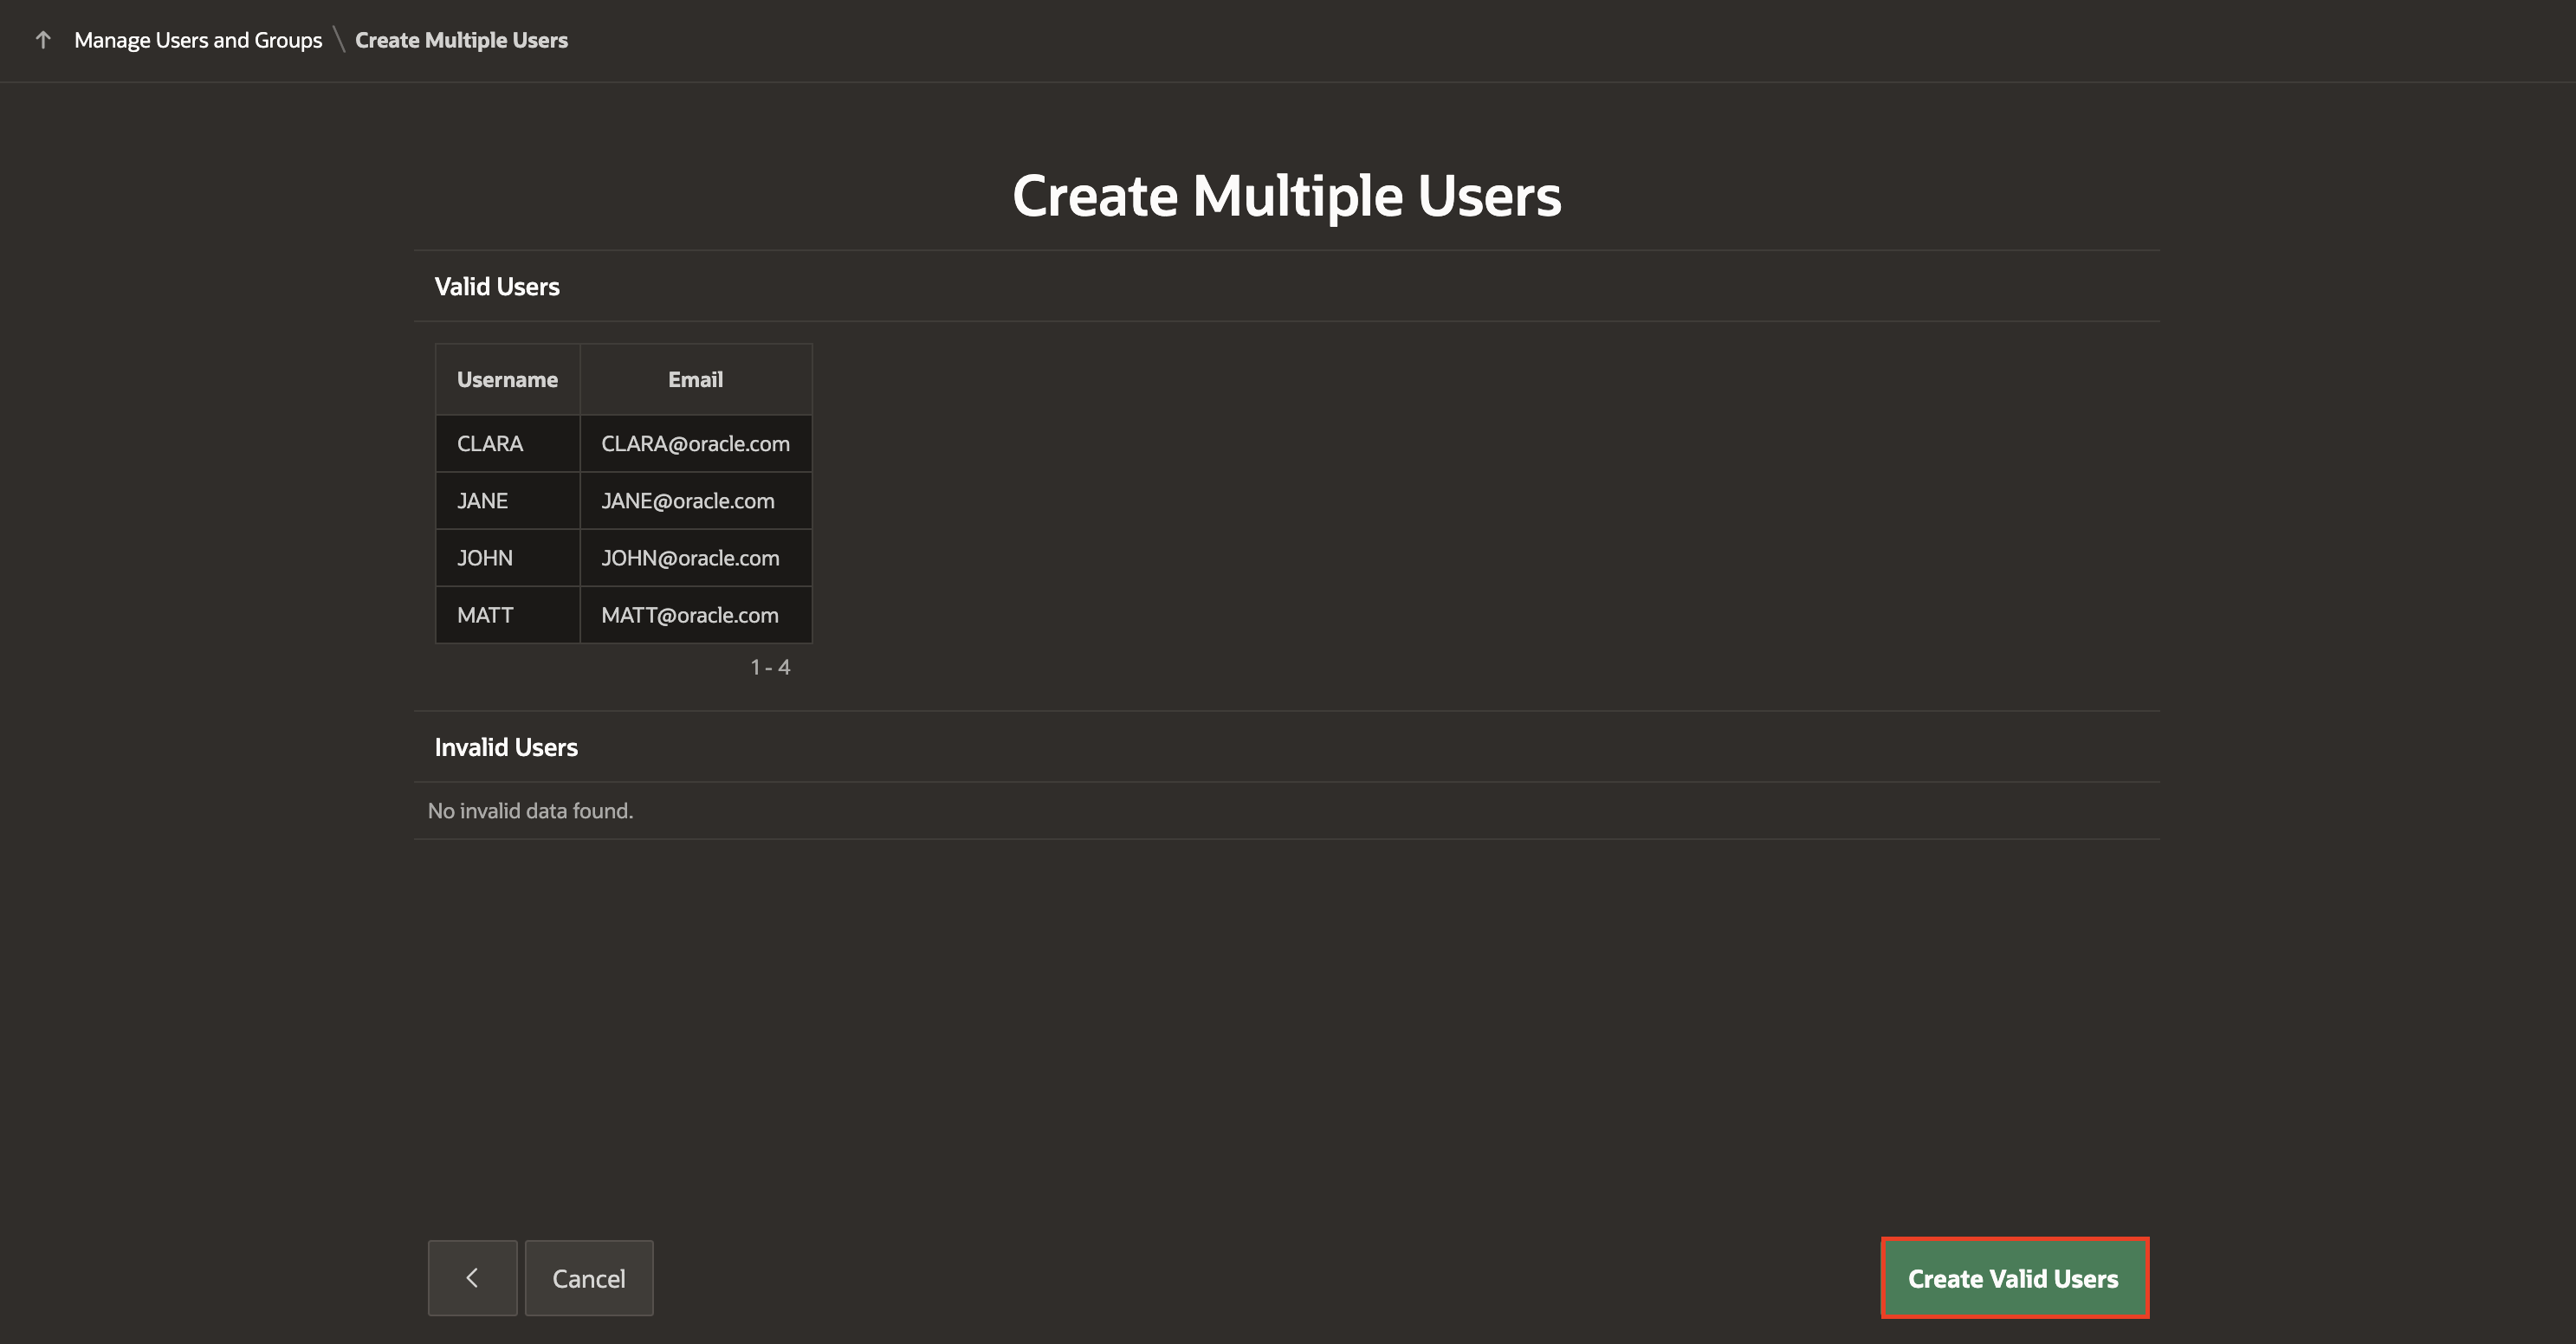 Manage Users and Groups \ Create Multiple Users
Create Multiple Users
Valid Users
Username Email
CLARA CLARA@oracle.com
JANE JANE@oracle.com
JOHN JOHN@oracle.com
MATT MATT@oracle.com
1 - 4
Invalid Users
No invalid data found.
Cancel Create Valid Users